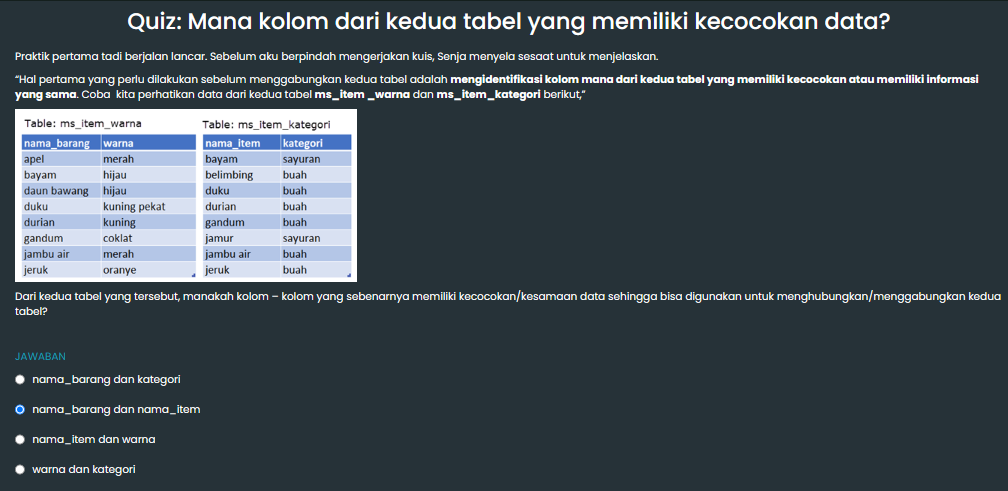 Quiz: Mana kolom dari kedua tabel yang memiliki kecocokan data?
Praktik pertama tadi berjalan lancar. Sebelum aku berpindah mengerjakan kuis, Senja menyela sesaat untuk menjelaskan.
“Hal pertama yang perlu dilakukan sebelum menggabungkan kedua tabel adalah mengidentifikasi kolom mana dari kedua tabel yang memiliki kecocokan atau memiliki informasi
yang sama. Coba kita perhatikan data dari kedua tabel ms_item _warna dan ms_item_kategori berikut,”
Table: ms_item_warna
nama_barang warna
apel merah
bayam hijau
daun bawang hijau
duku kuning pekat
durian kuning
gandum coklat
jambu air merah
jeruk oranye
Table: ms_item_kategori
nama_item kategori
bayam sayuran
belimbing buah
duku buah
durian buah
gandum buah
jamur sayuran
jambu air buah
jeruk buah
Dari kedua tabel yang tersebut, manakah kolom – kolom yang sebenarnya memiliki kecocokan/kesamaan data sehingga bisa digunakan untuk menghubungkan/menggabungkan kedua
tabel?
JAWABAN
nama_barang dan kategori
nama_barang dan nama_item
nama_item dan warna
warna dan kategori